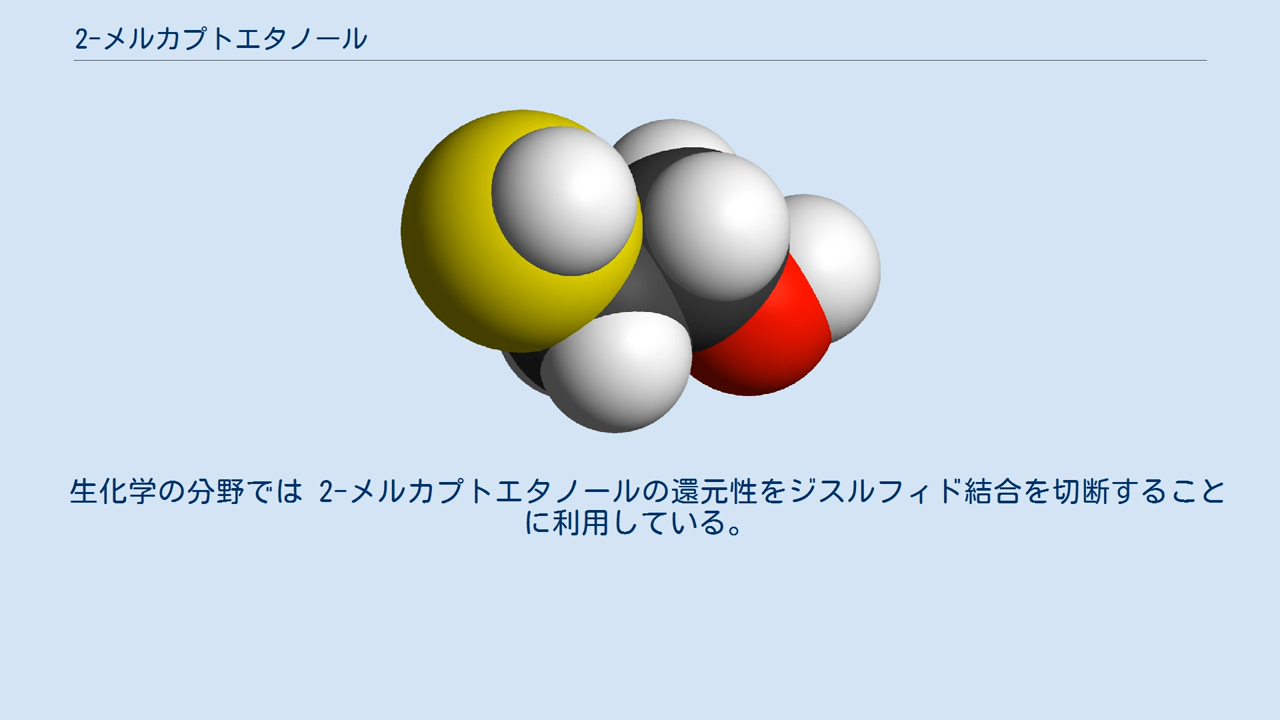 2-メルカプトエタノール
生化学の分野では 2-メルカプトエタノールの還元性をジスルフィド結合を切断すること
に利用している。